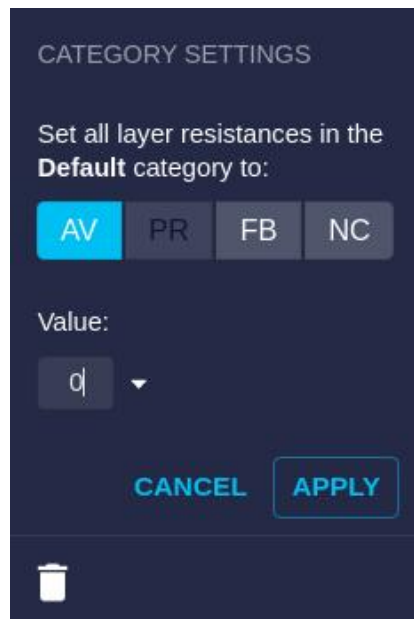 CATEGORY SETTINGS
Set all layer resistances in the
Default category to:
AV PR FB NC
Value:
0
CANCEL APPLY